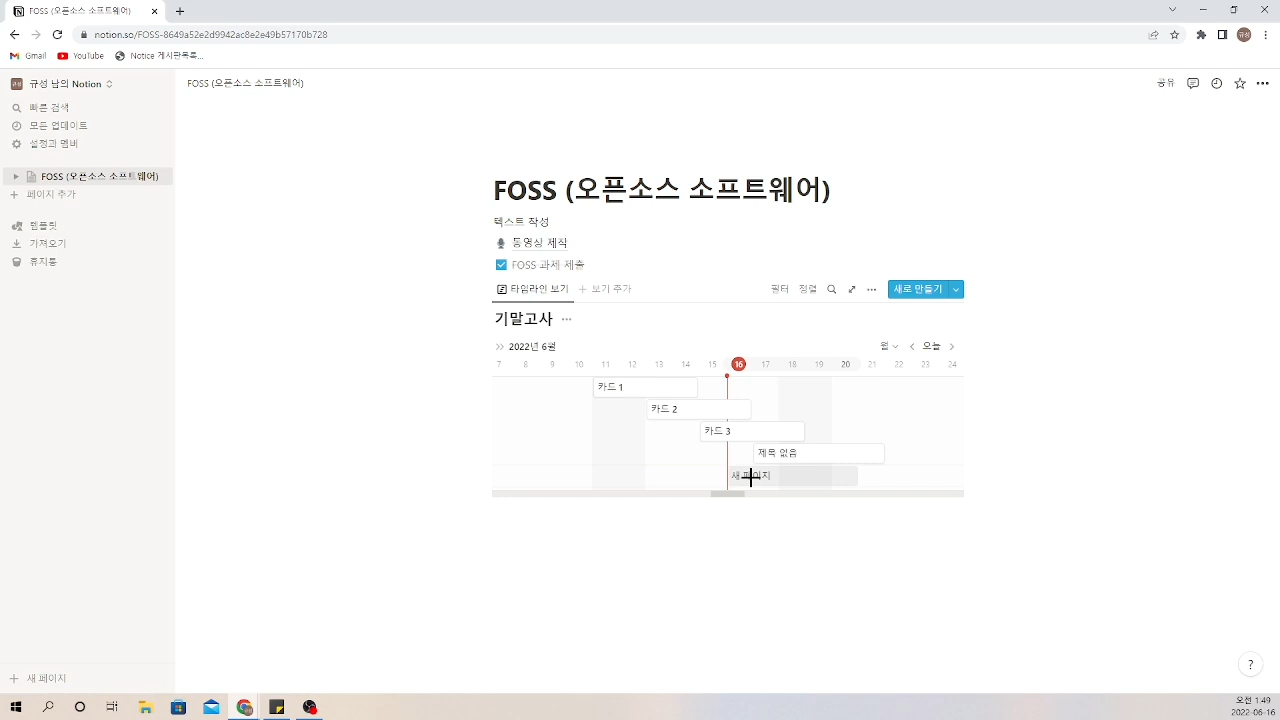 FOSS (오픈소스 소프트웨어)
notion.so/FOSS-8649a52e2d9942ac8e2e49b57170b728
규성
Gmail
YouTube
Notice 게시판목록...
규성 남의 Notion
FOSS (오픈소스 소프트웨어)
공유
빠른 검색
모든 업데이트
설정과 멤버
FOSS (오픈소스 소프트웨어)
페이지 추가
템플릿
가져오기
휴지통
FOSS (오픈소스 소프트웨어)
텍스트 작성
동영상 제작
FOSS 과제 제출
타임라인 보기
보기 추가
필터 정렬
새로 만들기
기말고사
2022년 6월
월
오늘
7 8 9 10 11 12 13 14 15 16 17 18 19 20 21 22 23 24
카드 1
카드 2
카드 3
제목 없음
새 페이지
?
새 페이지
오전 1:49
2022-06-16